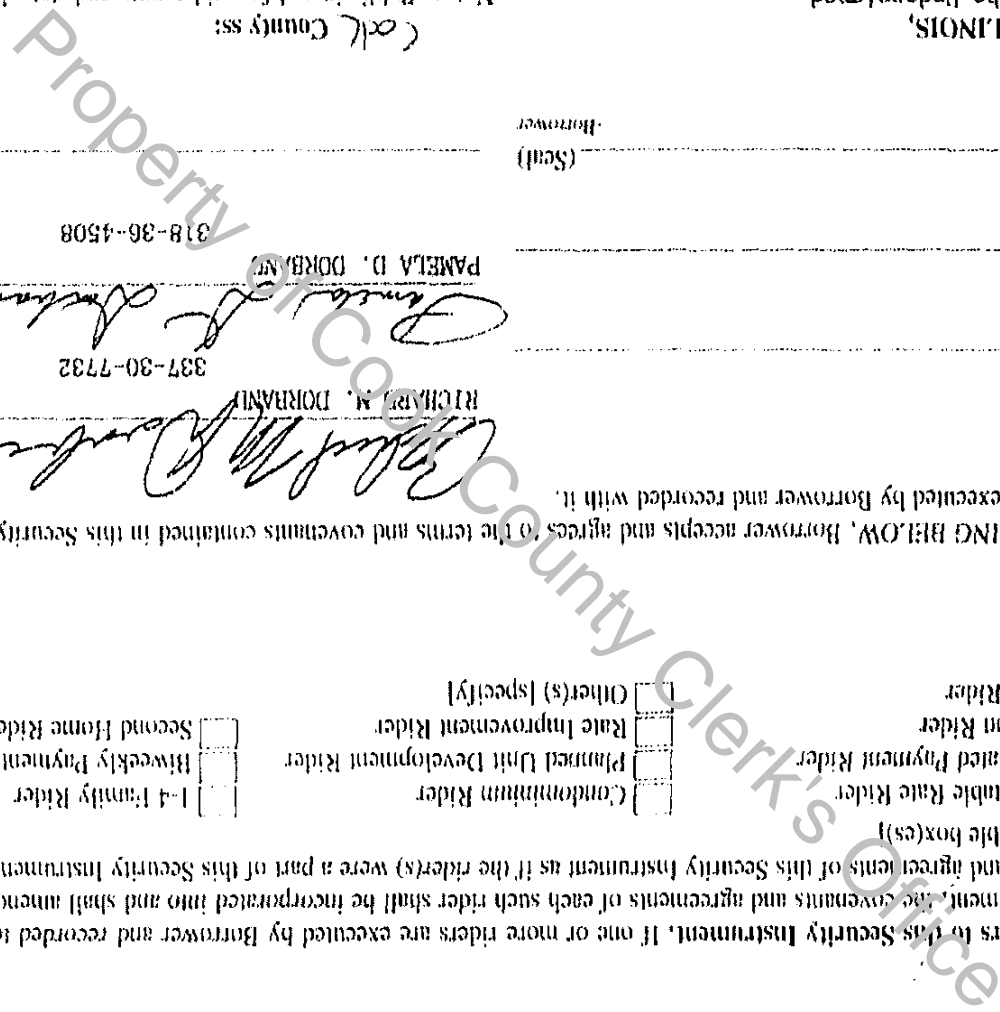 rs to this Security Instrument. If one or more riders are executed by Borrower and recorded t
ment, the covenants and agreements of each such rider shall be incorporated into and shall amend
and agreements of this Security Instrument as if the rider(s) were a part of this Security Instrumen
ble box(es)]
table Rate Rider Condominium Rider 1-4 Family Rider
ated Payment Rider Planned Unit Development Rider Biweekly Payment
n Rider Rate Improvement Rider Second Home Ride
Rider Other(s) [specify]
ING BELOW, Borrower accepts and agrees to the terms and covenants contained in this Security
executed by Borrower and recorded with it.
RICHARD M. DORBAND
337-30-7732
Pamela D. Dorban
PAMELA D. DORBAND
318-36-4508
(Seal)
-Borrower
LINOIS, Cook County ss:
Property of Cook County Clerk's Office